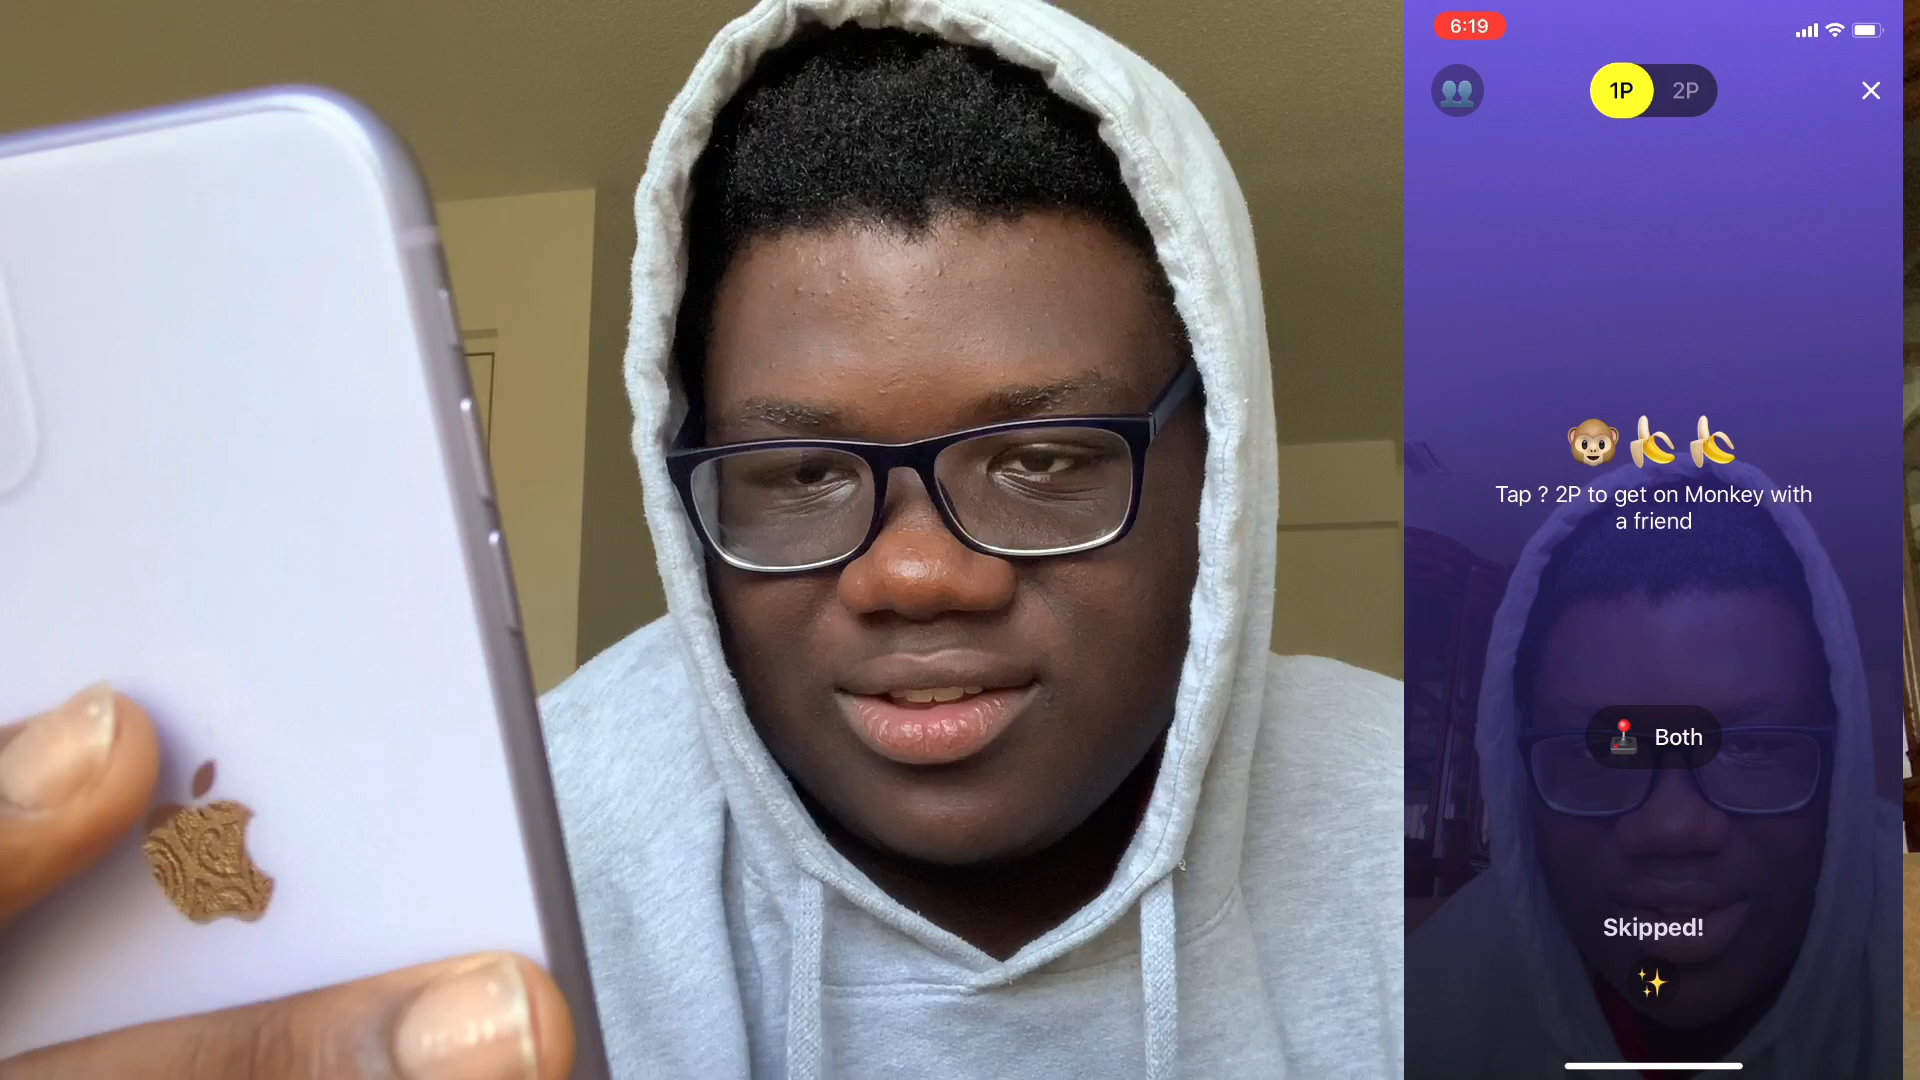 6:19
1P 2P
Tap ? 2P to get on Monkey with
a friend
Both
Skipped!